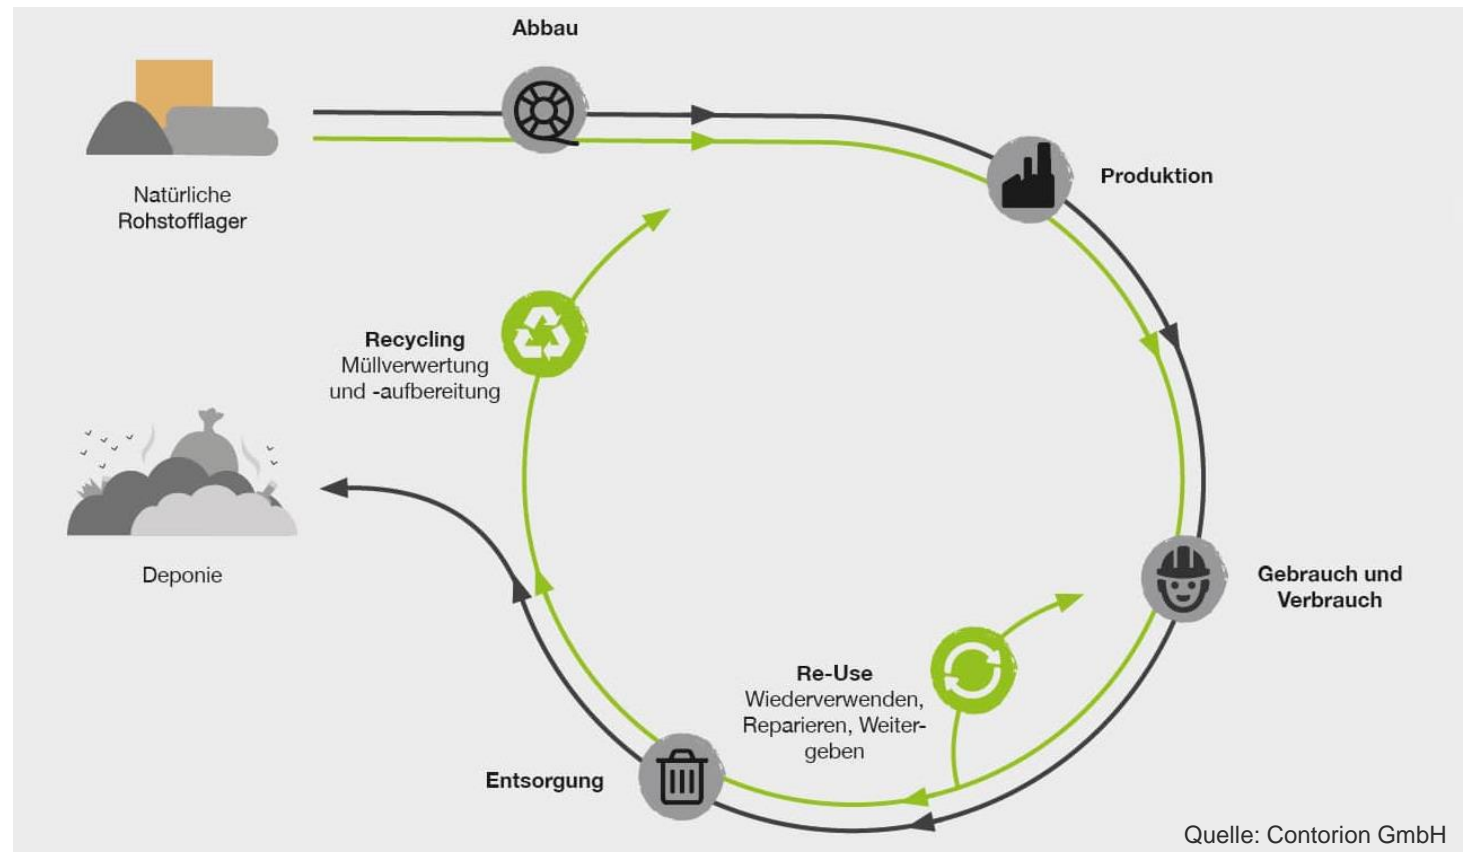 Abbau
Natürliche
Rohstofflager
Produktion
Recycling
Müllverwertung
und -aufbereitung
Deponie
Gebrauch und
Verbrauch
Re-Use
Wiederverwenden,
Reparieren, Weiter-
geben
Entsorgung
Quelle: Contorion GmbH